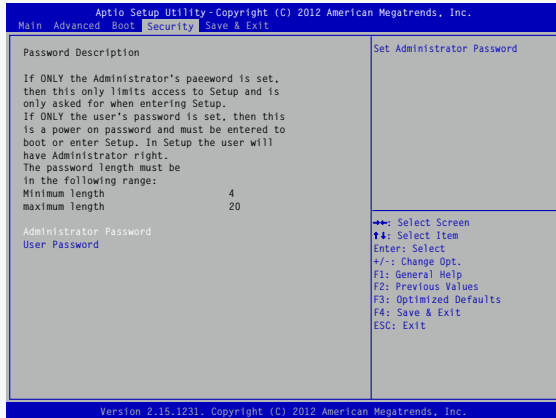 Aptio Setup Utility - Copyright (C) 2012 American Megatrends, Inc.
Main Advanced Boot Security Save & Exit
Password Description
If ONLY the Administrator's paeeword is set,
then this only limits access to Setup and is
only asked for when entering Setup.
If ONLY the user's password is set, then this
is a power on password and must be entered to
boot or enter Setup. In Setup the user will
have Administrator right.
The password length must be
in the following range:
Minimum length 4
maximum length 20
Administrator Password
User Password
Set Administrator Password
→←: Select Screen
↑↓: Select Item
Enter: Select
+/-: Change Opt.
F1: General Help
F2: Previous Values
F3: Optimized Defaults
F4: Save & Exit
ESC: Exit
Version 2.15.1231. Copyright (C) 2012 American Megatrends, Inc.